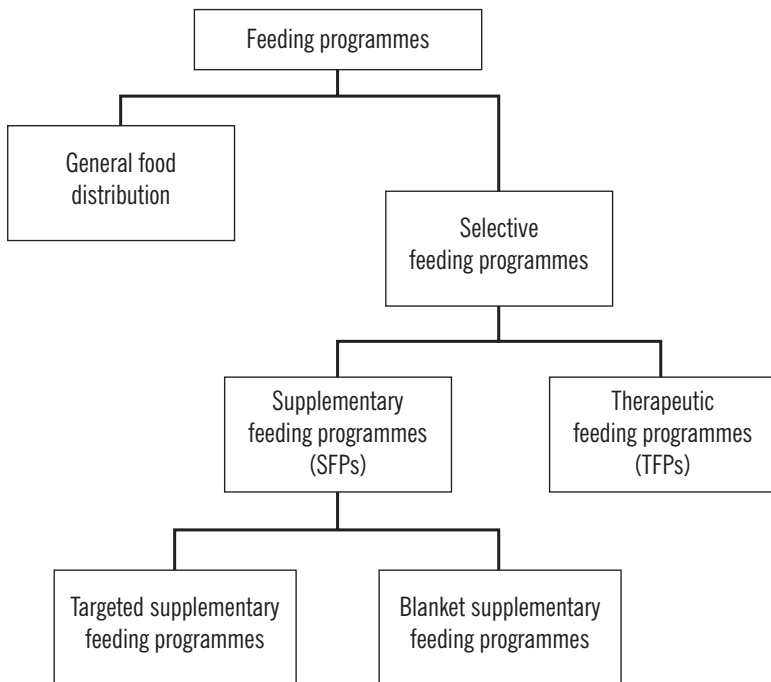 Feeding programmes
General food
distribution
Selective
feeding programmes
Supplementary
feeding programmes
(SFPs)
Therapeutic
feeding programmes
(TFPs)
Targeted supplementary
feeding programmes
Blanket supplementary
feeding programmes